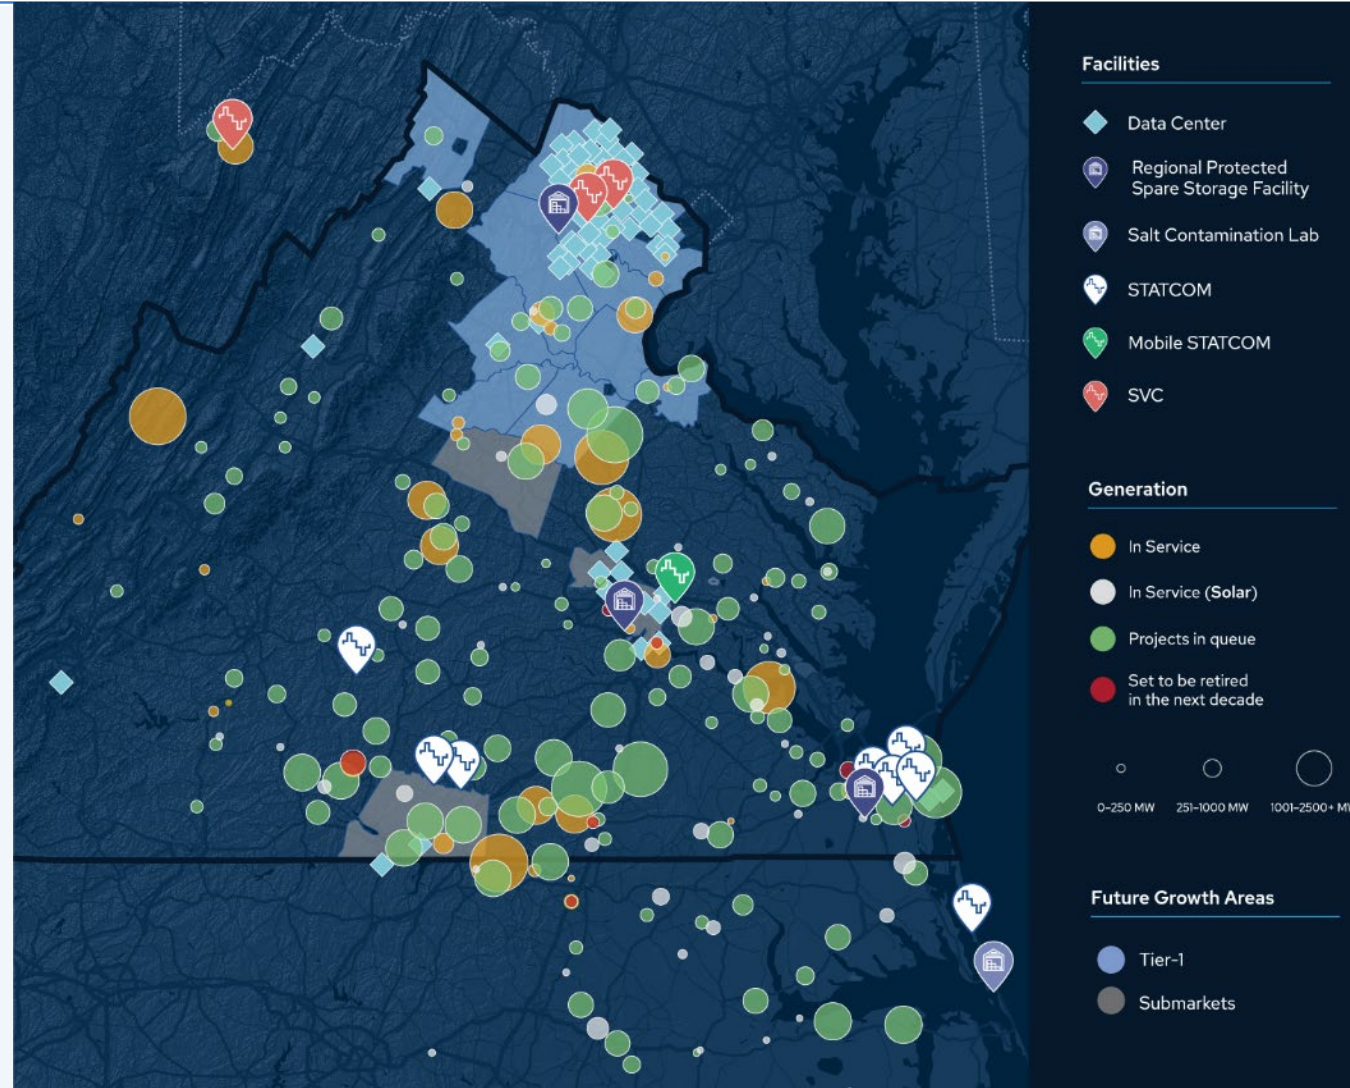 Facilities
Data Center
Regional Protected
Spare Storage Facility
Salt Contamination Lab
STATCOM
Mobile STATCOM
SVC
Generation
In Service
In Service (Solar)
Projects in queue
Set to be retired
in the next decade
0-250 MW 251-1000 MW 1001-2500+ M
Future Growth Areas
Tier-1
Submarkets